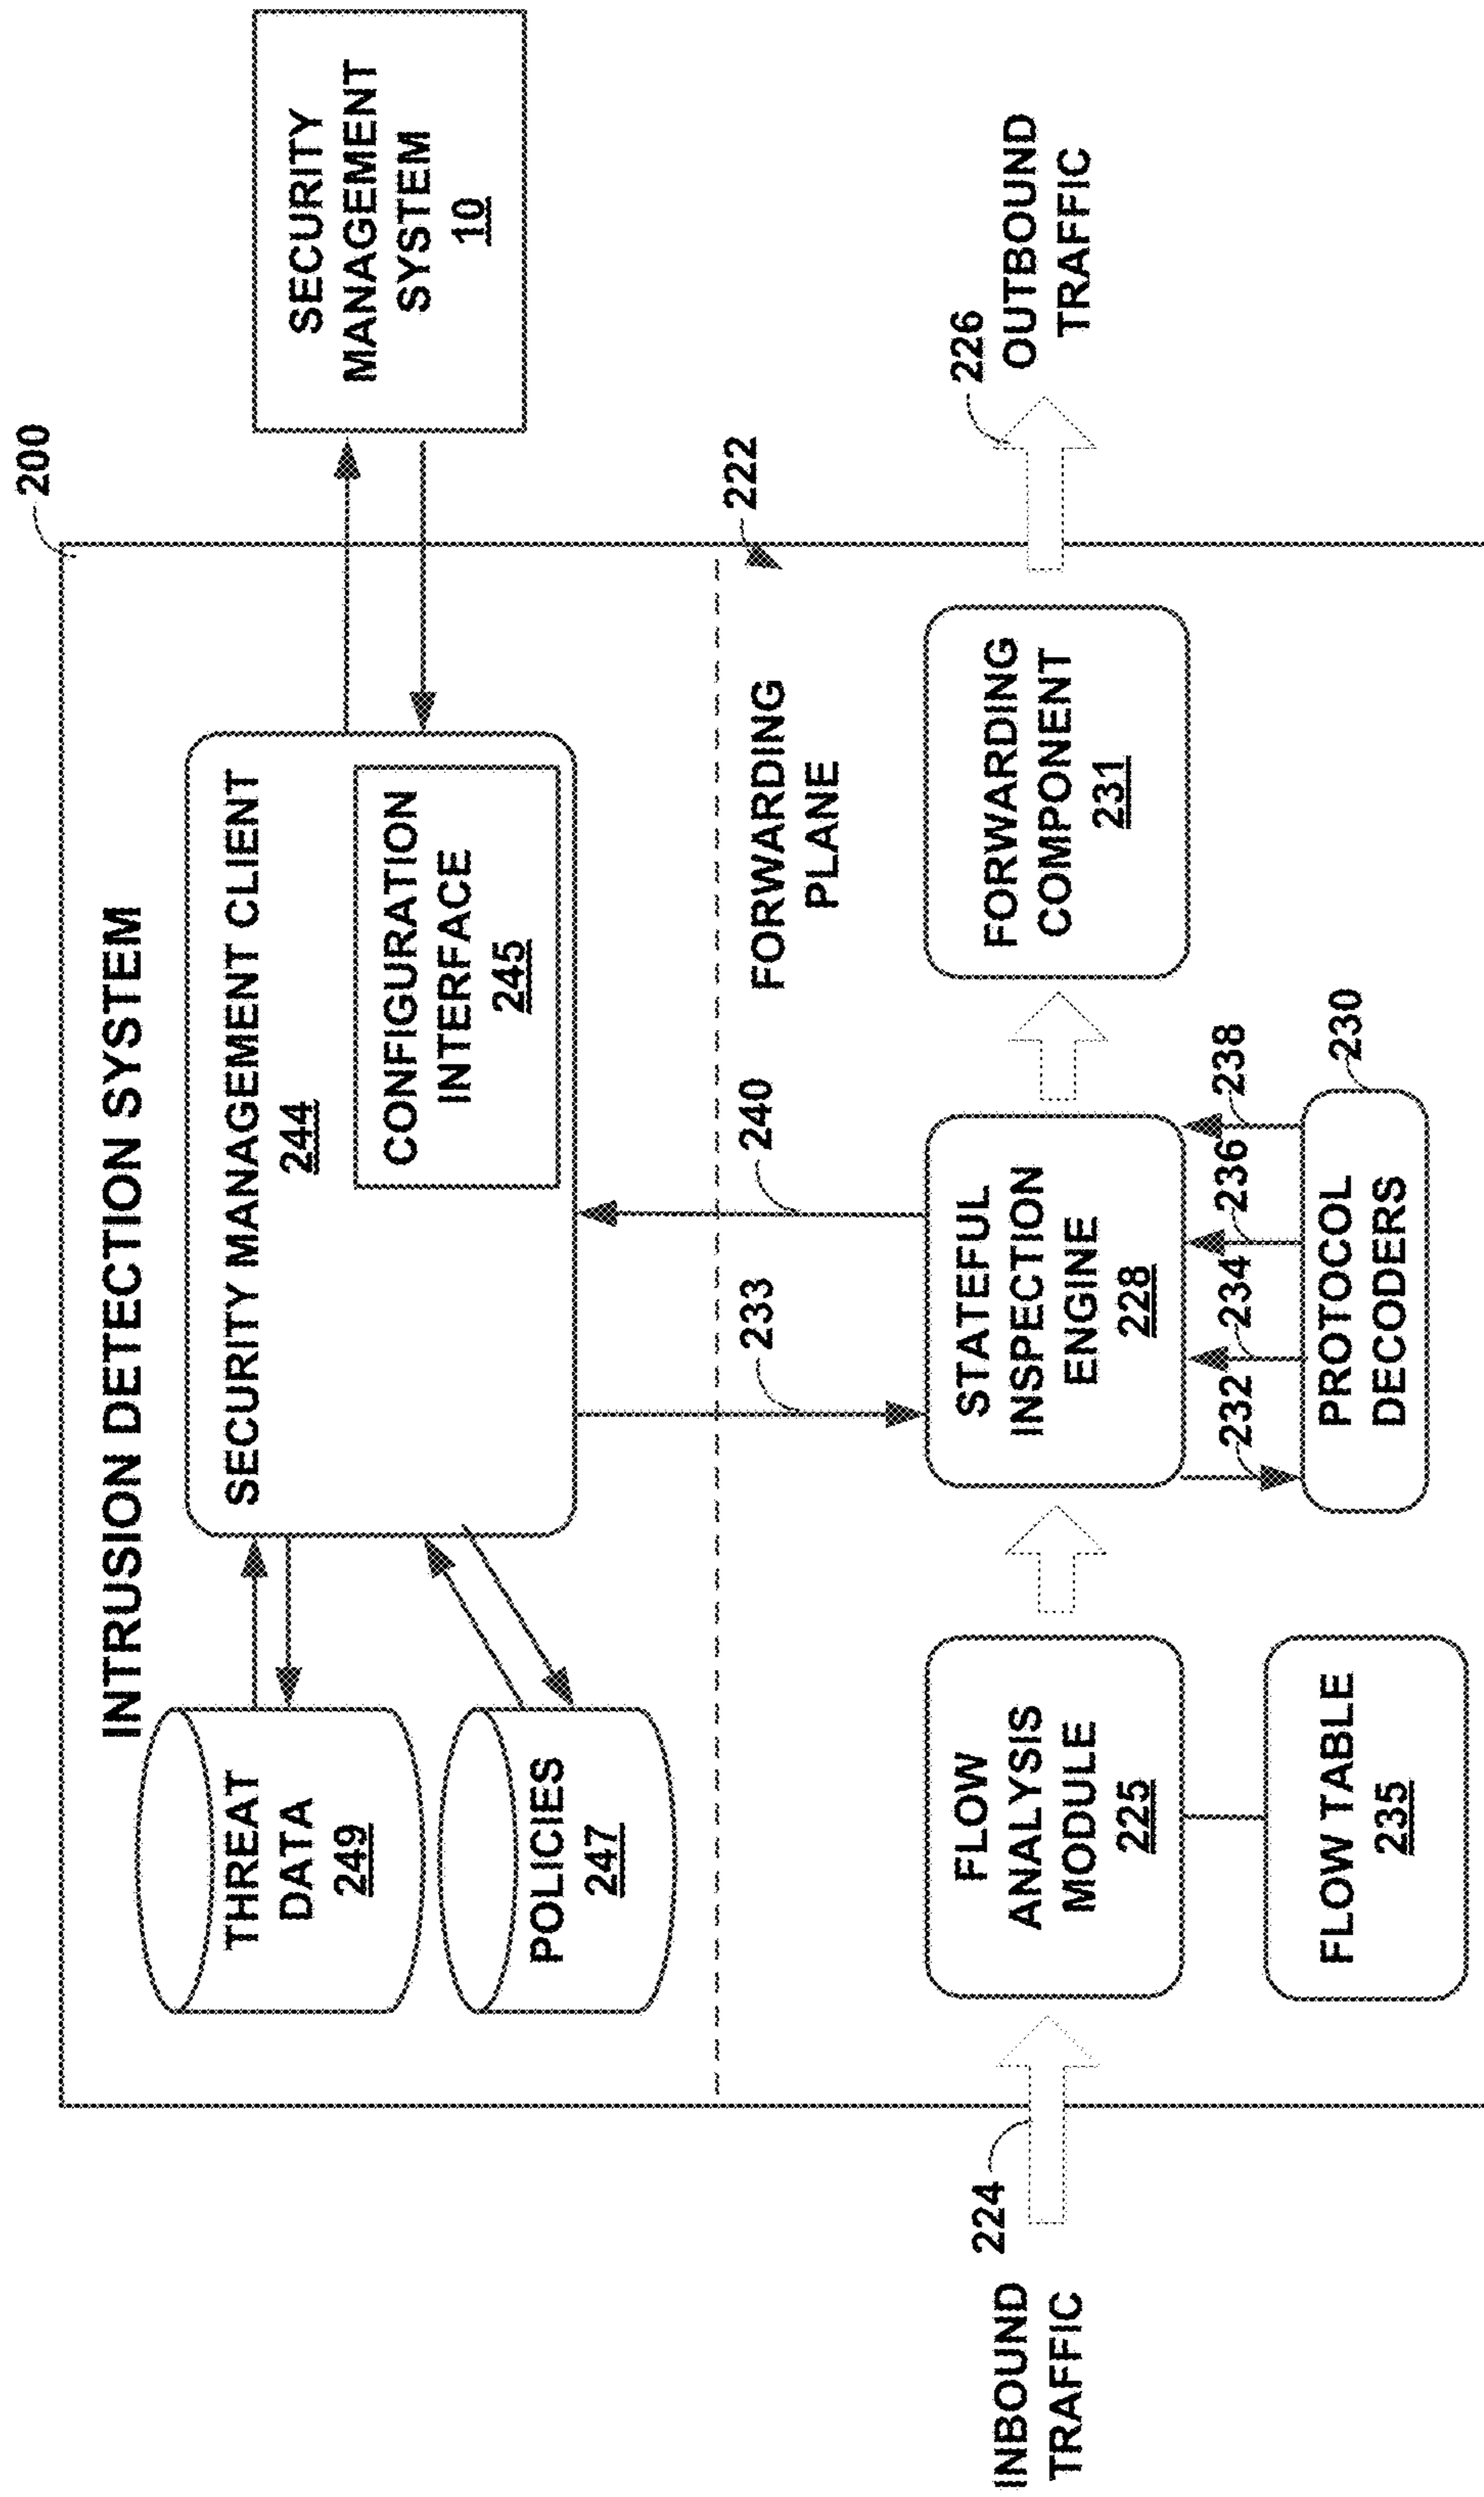 200
INTRUSION DETECTION SYSTEM
THREAT
DATA
249
POLICIES
247
SECURITY MANAGEMENT CLIENT
244
CONFIGURATION
INTERFACE
245
SECURITY
MANAGEMENT
SYSTEM
10
222
FORWARDING
PLANE
233
240
INBOUND
TRAFFIC
224
FLOW
ANALYSIS
MODULE
225
FLOW TABLE
235
STATEFUL
INSPECTION
ENGINE
228
232
234
236
238
PROTOCOL
DECODERS
230
FORWARDING
COMPONENT
231
226
OUTBOUND
TRAFFIC